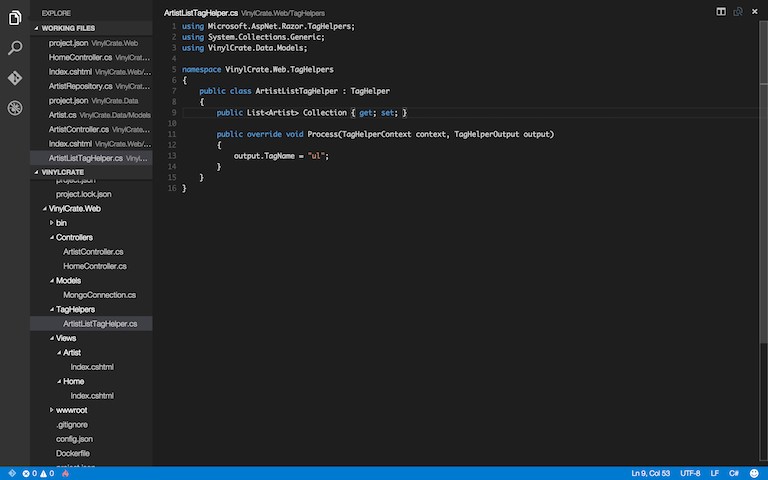 EXPLORE
WORKING FILES
project.json VinylCrate.Web
HomeController.cs VinylCrat...
Index.cshtml VinylCrate.Web/...
ArtistRepository.cs VinylCrat...
project.json VinylCrate.Data
Artist.cs VinylCrate.Data/Models
ArtistController.cs VinylCrate...
Index.cshtml VinylCrate.Web/...
ArtistListTagHelper.cs Vinyl...
VINYLCRATE
project.json
project.lock.json
VinylCrate.Web
bin
Controllers
ArtistController.cs
HomeController.cs
Models
MongoConnection.cs
TagHelpers
ArtistListTagHelper.cs
Views
Artist
Index.cshtml
Home
Index.cshtml
wwwroot
.gitignore
config.json
Dockerfile
project.json
ArtistListTagHelper.cs VinylCrate.Web/TagHelpers
1 using Microsoft.AspNet.Razor.TagHelpers;
2 using System.Collections.Generic;
3 using VinylCrate.Data.Models;
4
5 namespace VinylCrate.Web.TagHelpers
6 {
7 public class ArtistListTagHelper : TagHelper
8 {
9 public List<Artist> Collection { get; set; }
10
11 public override void Process(TagHelperContext context, TagHelperOutput output)
12 {
13 output.TagName = "ul";
14 }
15 }
16 }
0 0
Ln 9, Col 53 UTF-8 LF C#